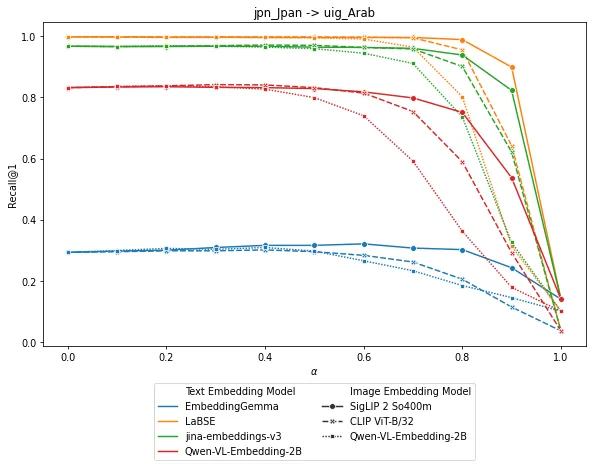 jpn_Jpan -> uig_Arab
Recall@1
1.0
0.8
0.6
0.4
0.2
0.0
0.0 0.2 0.4 0.6 0.8 1.0
α
Text Embedding Model Image Embedding Model
EmbeddingGemma SigLIP 2 So400m
LaBSE CLIP ViT-B/32
jina-embeddings-v3 Qwen-VL-Embedding-2B
Qwen-VL-Embedding-2B